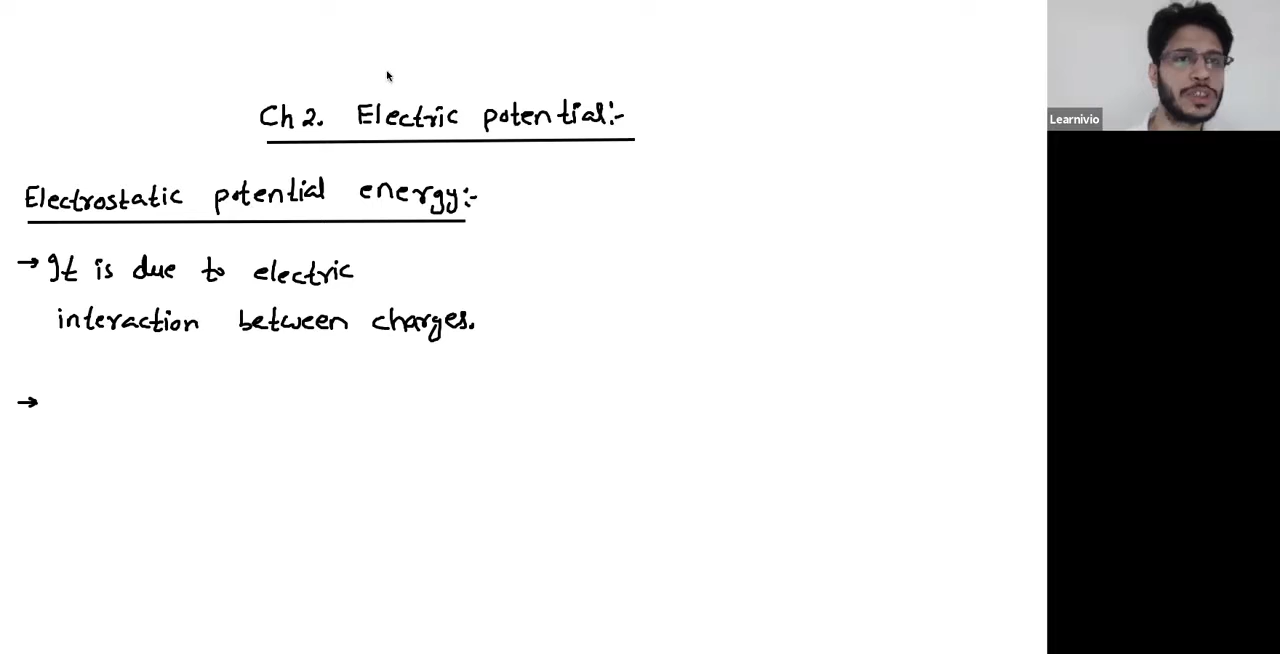 Ch 2. Electric potential:-
Learnivio
Electrostatic potential energy:-
→ It is due to electric
interaction between charges.
→